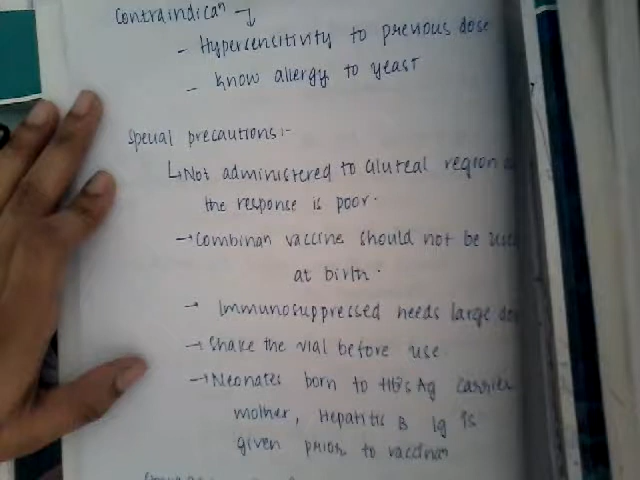 Contraindicaⁿ
- Hypersencitivity to previous dose
- Know allergy to yeast
Speual precautions:-
Not administered to Gluteal region
the response is poor.
→ Combinan vaccine should not be
at birth.
→ Immunosuppressed needs large
→ Shake the vial before use.
→ Neonates born to HBsAg carrier
mother, Hepatitis B Ig is
given prior to vaccinaⁿ